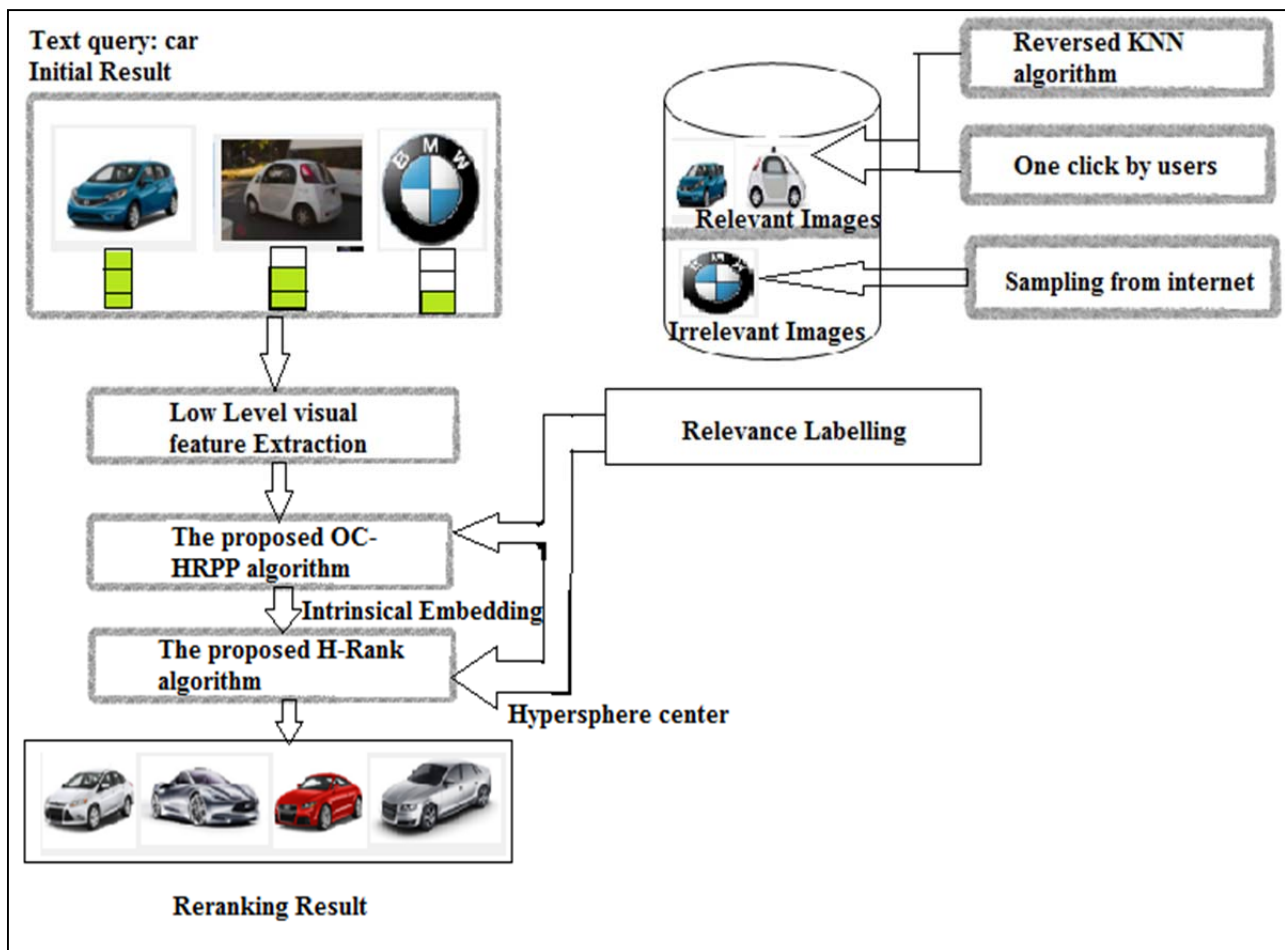 Text query: car
Initial Result
BMW
Reversed KNN
algorithm
One click by users
Relevant Images
Sampling from internet
BMW
Irrelevant Images
Low Level visual
feature Extraction
Relevance Labelling
The proposed OC-
HRPP algorithm
Intrinsical Embedding
The proposed H-Rank
algorithm
Hypersphere center
Reranking Result